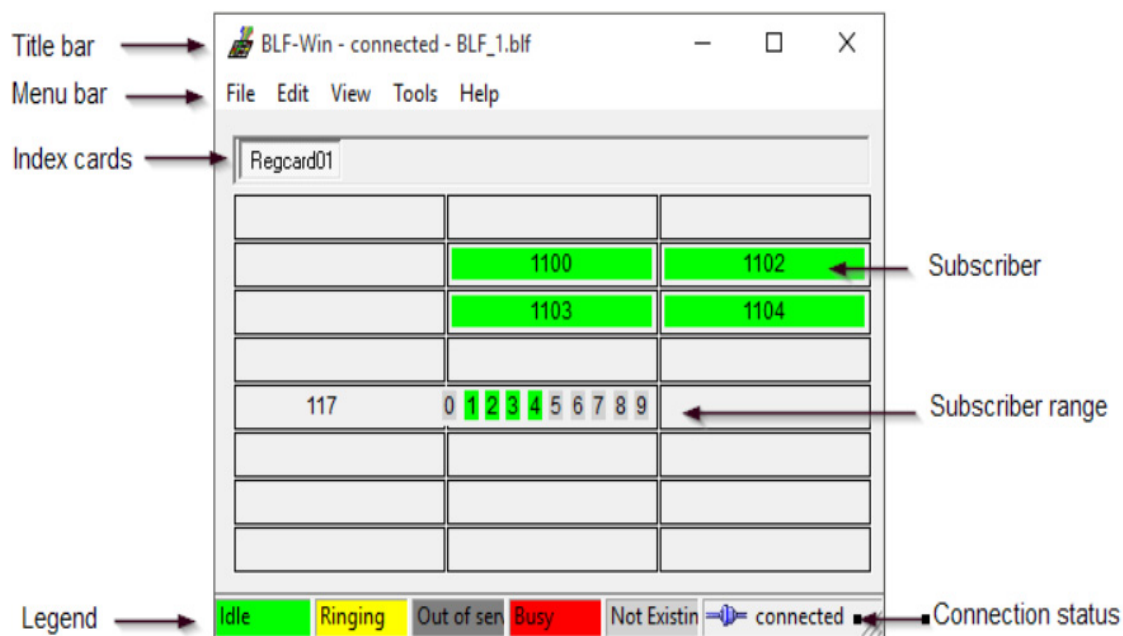 Title bar
BLF-Win - connected - BLF_1.blf
Menu bar
File Edit View Tools Help
Index cards
Regcard01
1100 1102
Subscriber
1103 1104
117 0 1 2 3 4 5 6 7 8 9
Subscriber range
Legend
Idle Ringing Out of serv Busy Not Existin connected
Connection status